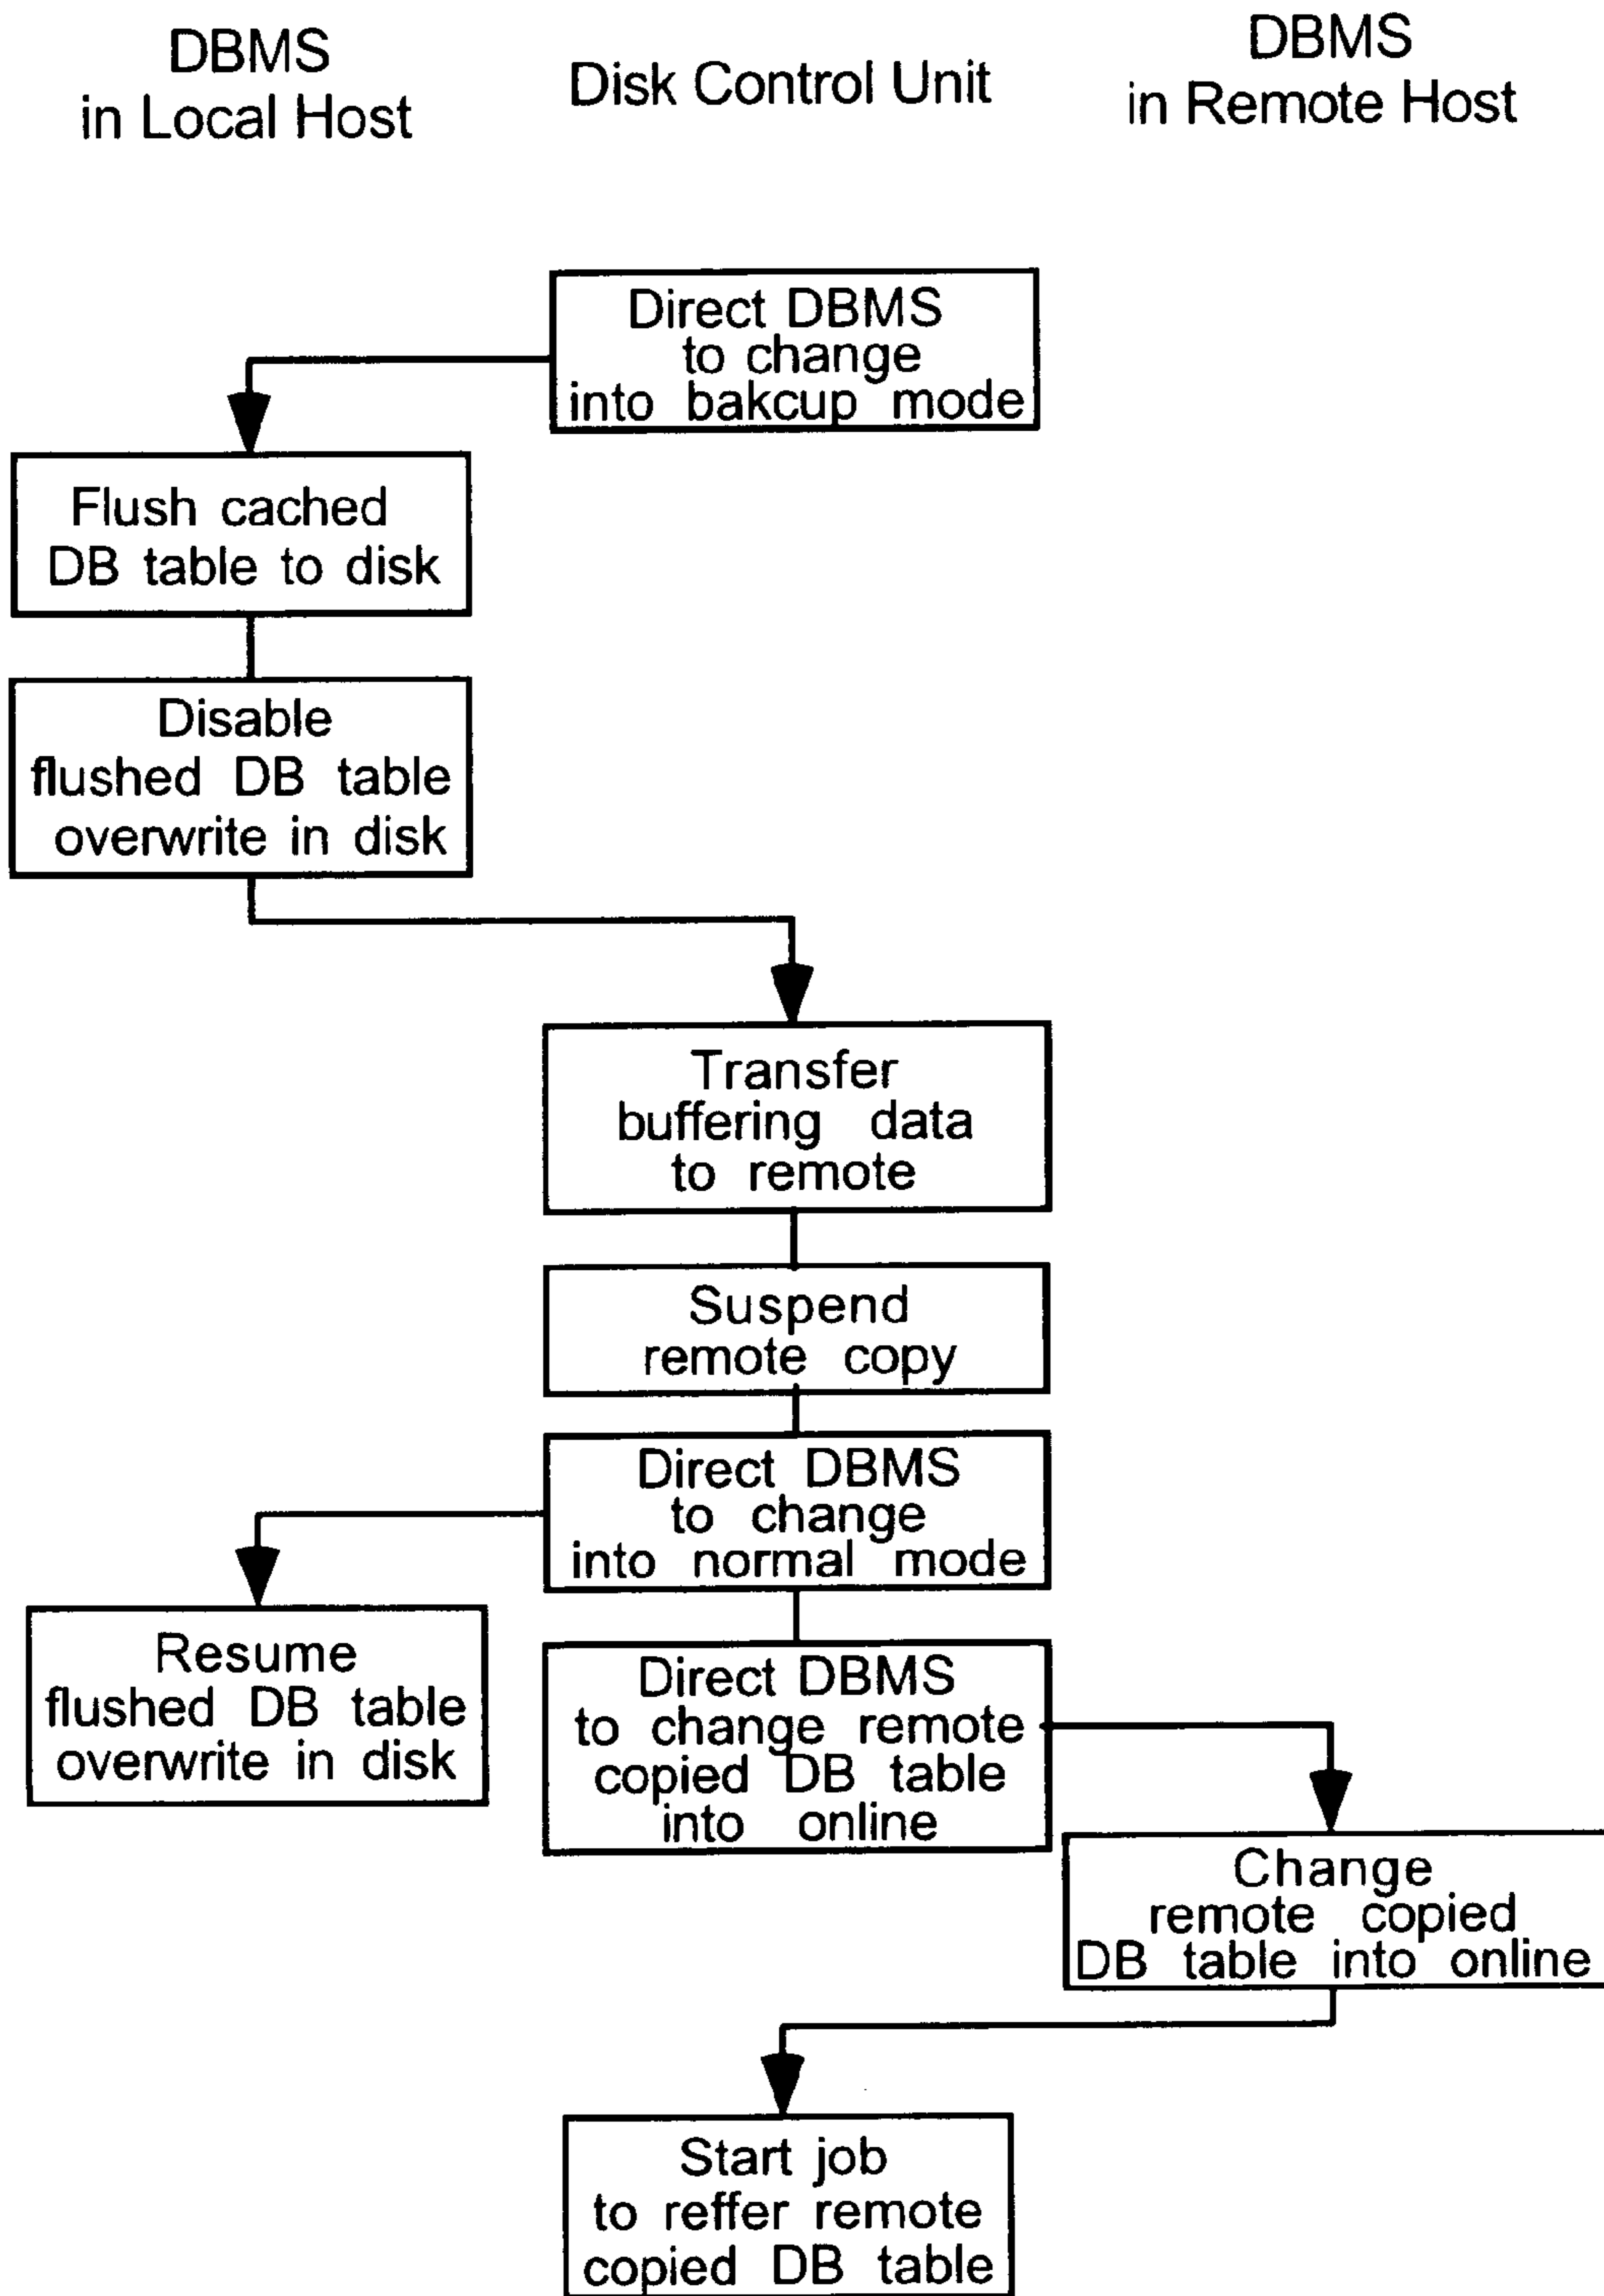 DBMS
in Local Host
Disk Control Unit
DBMS
in Remote Host
Direct DBMS
to change
into bakcup mode
Flush cached
DB table to disk
Disable
flushed DB table
overwrite in disk
Transfer
buffering data
to remote
Suspend
remote copy
Direct DBMS
to change
into normal mode
Resume
flushed DB table
overwrite in disk
Direct DBMS
to change remote
copied DB table
into online
Change
remote copied
DB table into online
Start job
to reffer remote
copied DB table